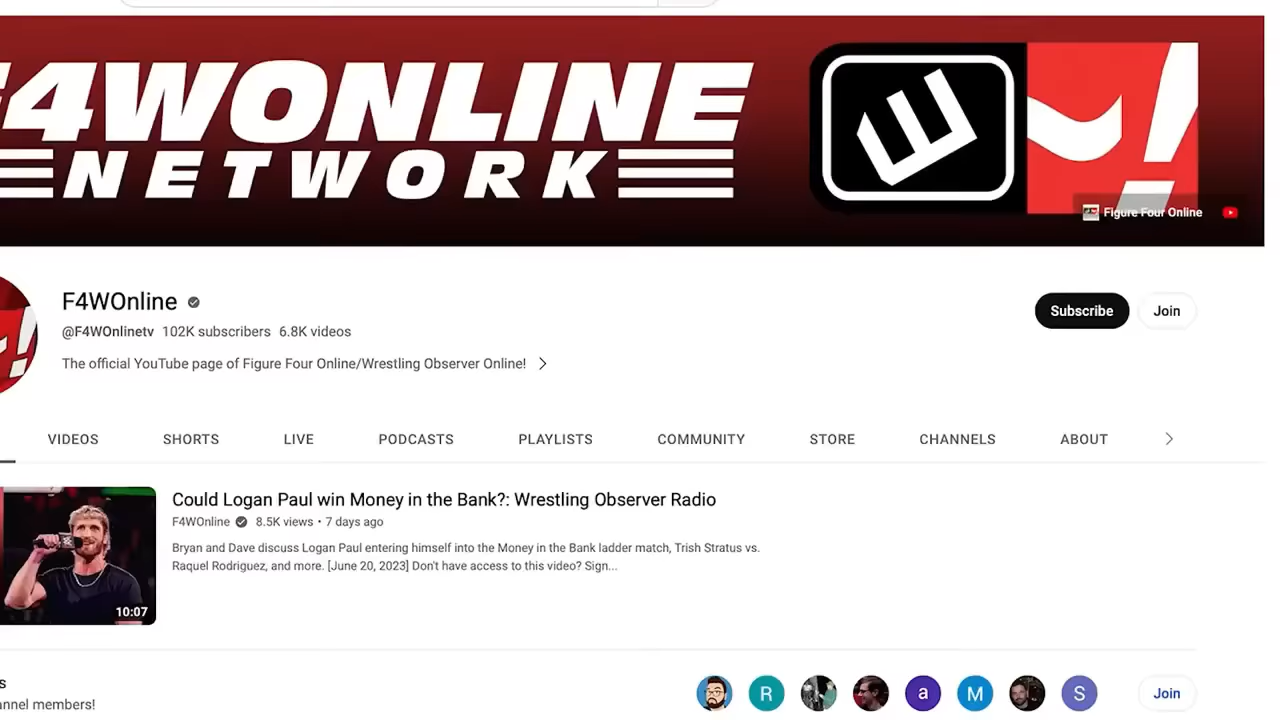 F4WONLINE
NETWORK
Figure Four Online
F4WOnline
@F4WOnlinetv 102K subscribers 6.8K videos
The official YouTube page of Figure Four Online/Wrestling Observer Online!
Subscribe
Join
VIDEOS SHORTS LIVE PODCASTS PLAYLISTS COMMUNITY STORE CHANNELS ABOUT
Could Logan Paul win Money in the Bank?: Wrestling Observer Radio
F4WOnline 8.5K views • 7 days ago
Bryan and Dave discuss Logan Paul entering himself into the Money in the Bank ladder match, Trish Stratus vs.
Raquel Rodriguez, and more. [June 20, 2023] Don't have access to this video? Sign...
10:07
R a M S
Join
annel members!